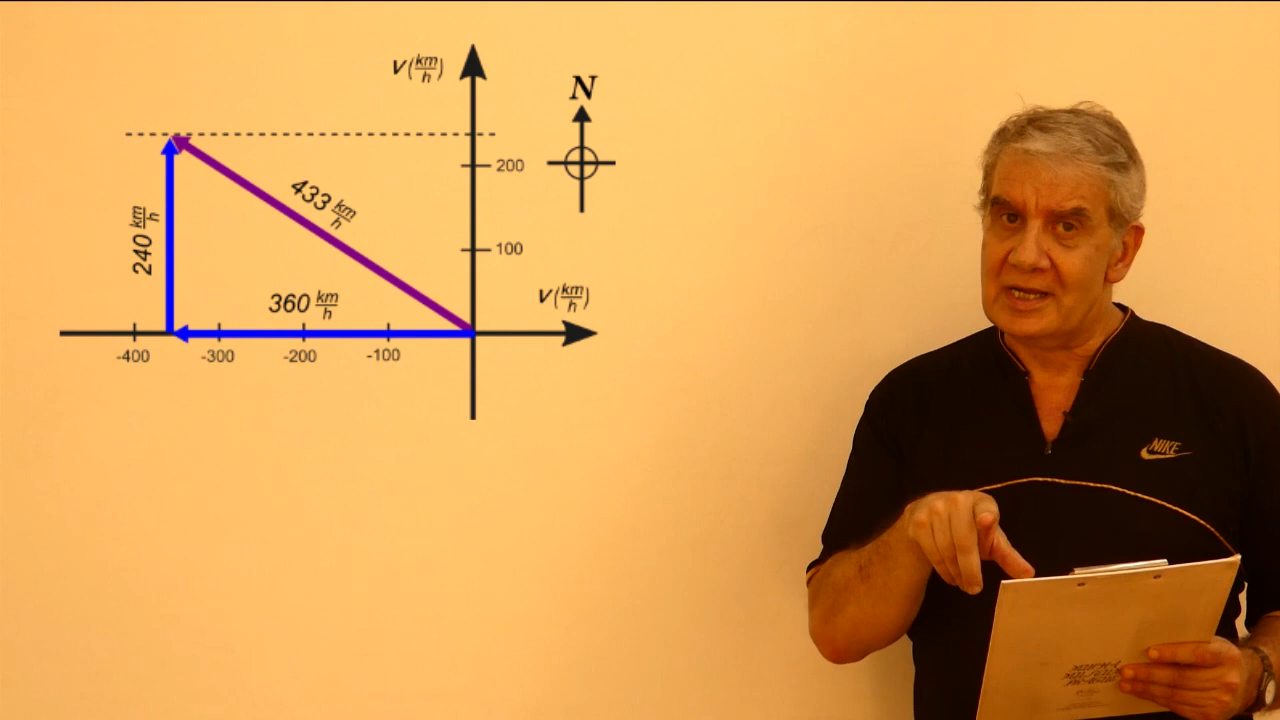 V(km/h)
N
200
433 km/h
240 km/h
100
360 km/h
V(km/h)
-400 -300 -200 -100
NIKE